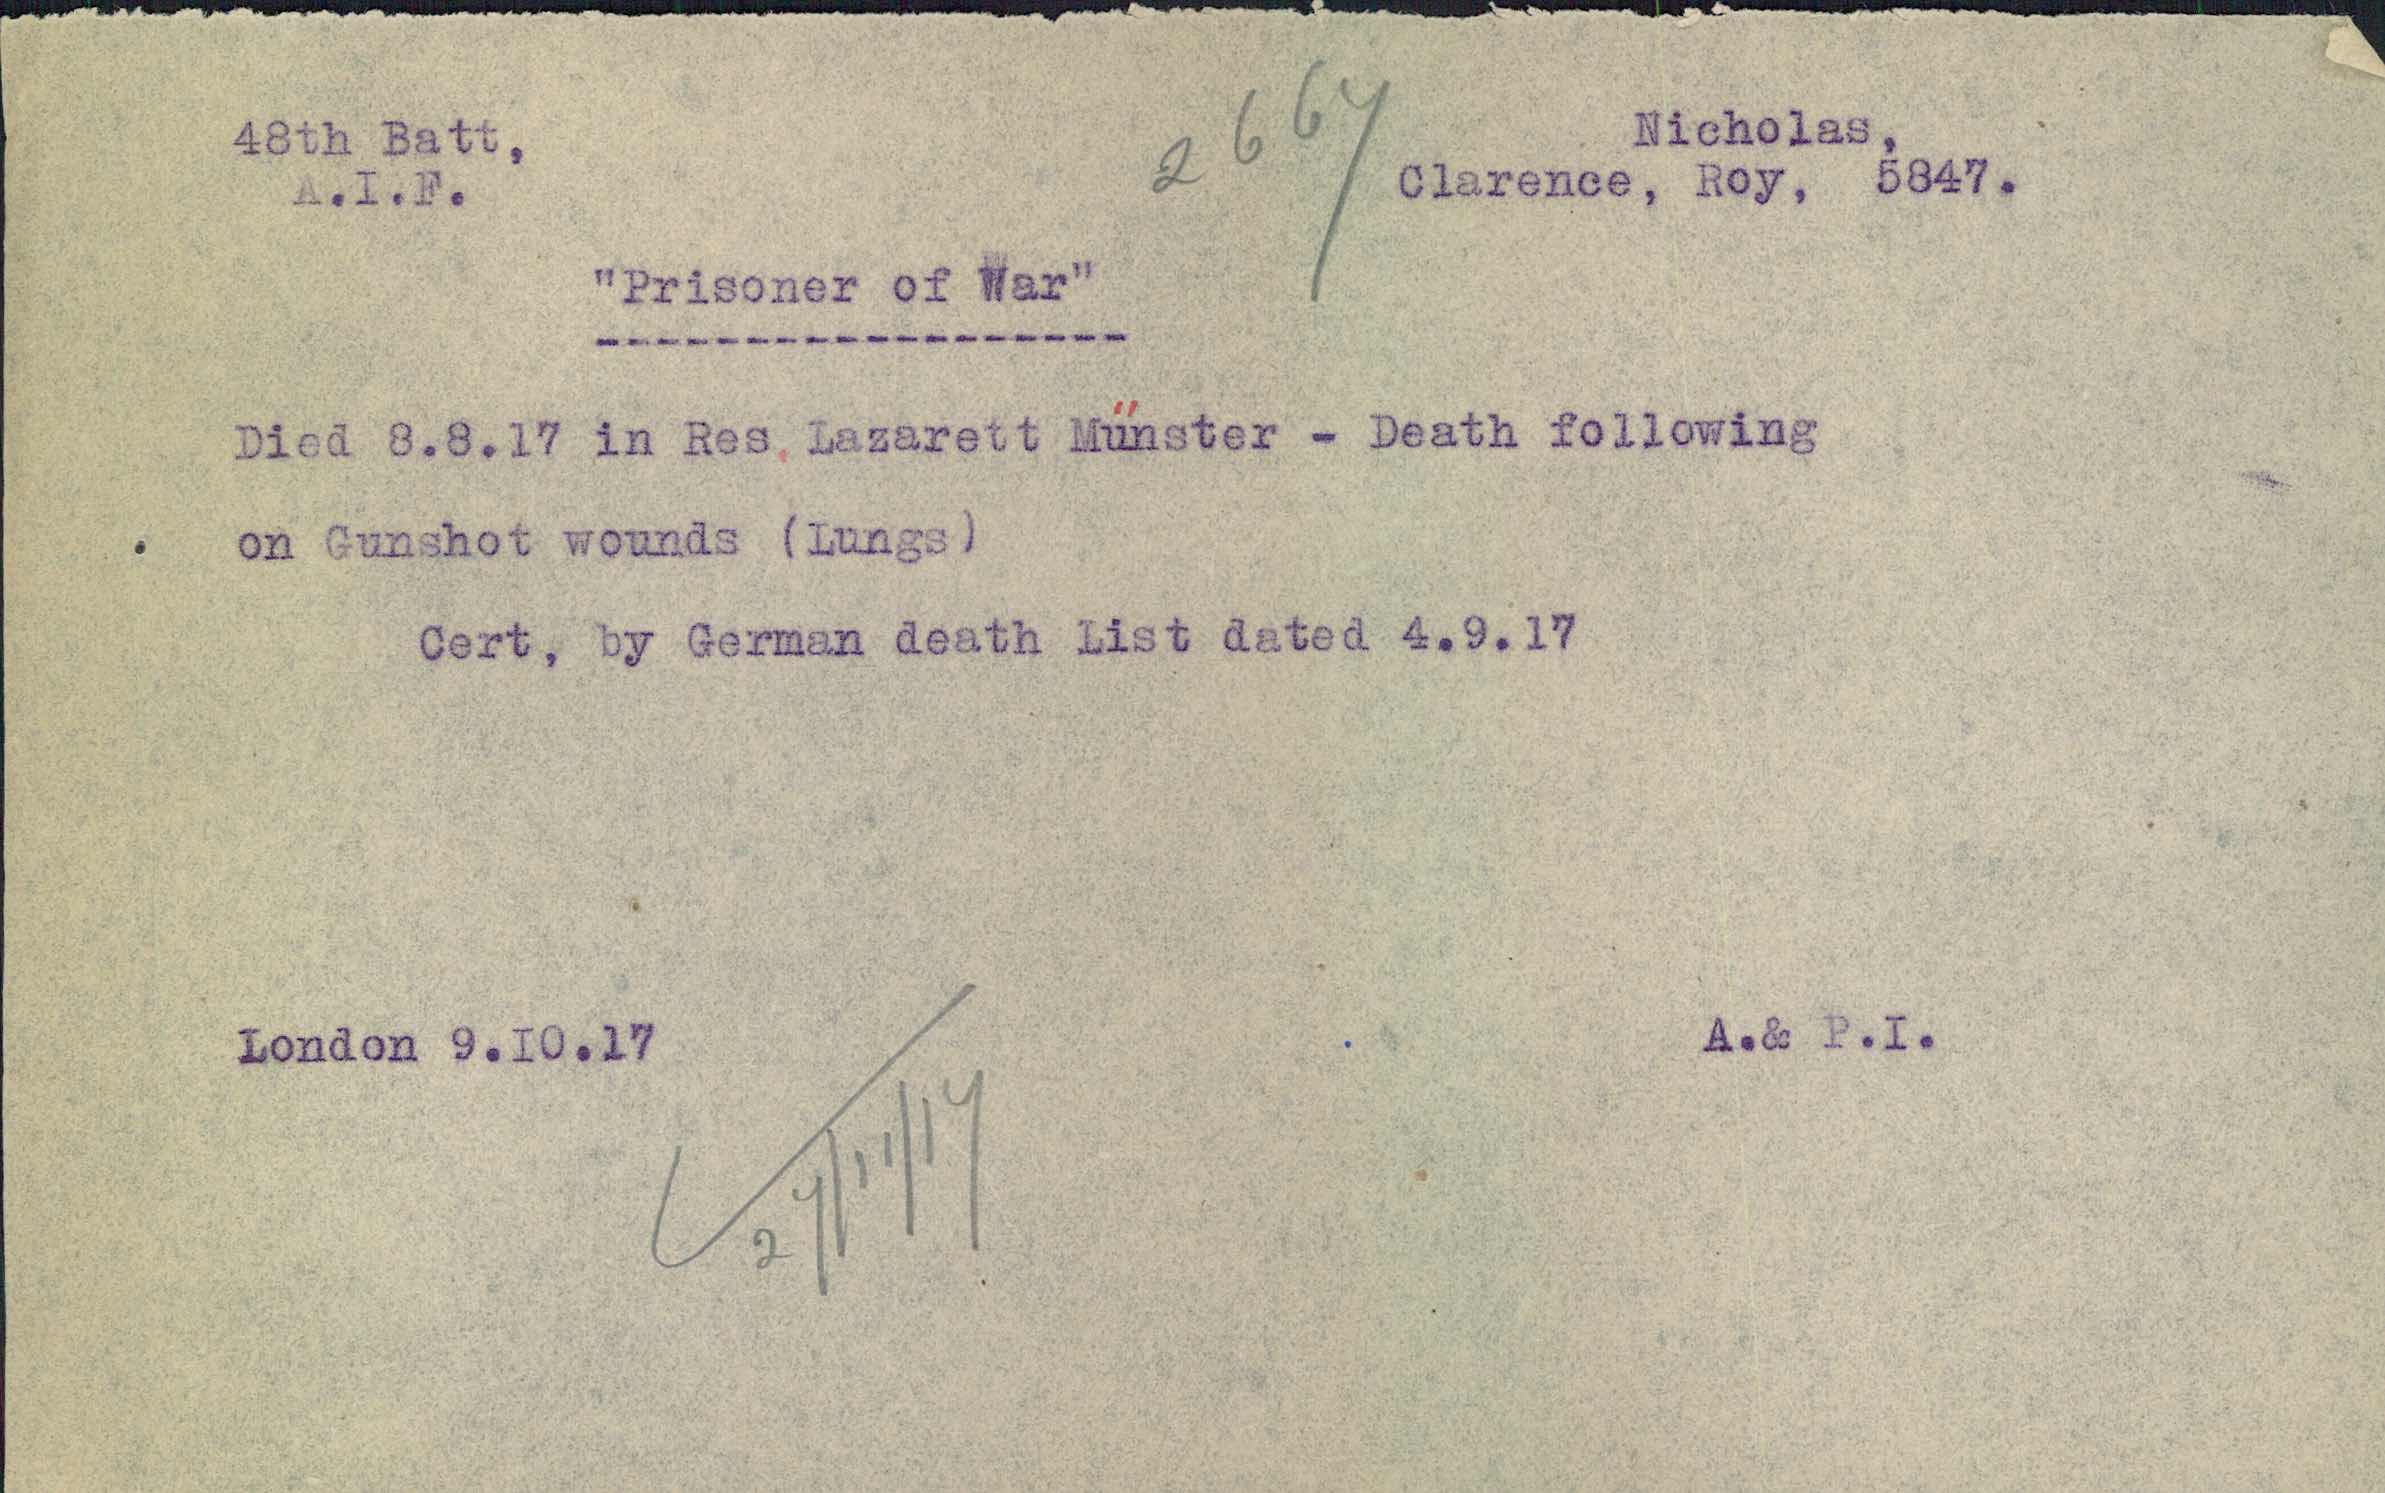 2667
48th Batt, Nicholas,
A.I.F. Clarence, Roy, 5847.
"Prisoner of War"
------------------
Died 8.8.17 in Res. Lazarett Münster - Death following
on Gunshot wounds (Lungs)
Cert, by German death List dated 4.9.17
London 9.IO.17 A.& P.I.
27/11/17